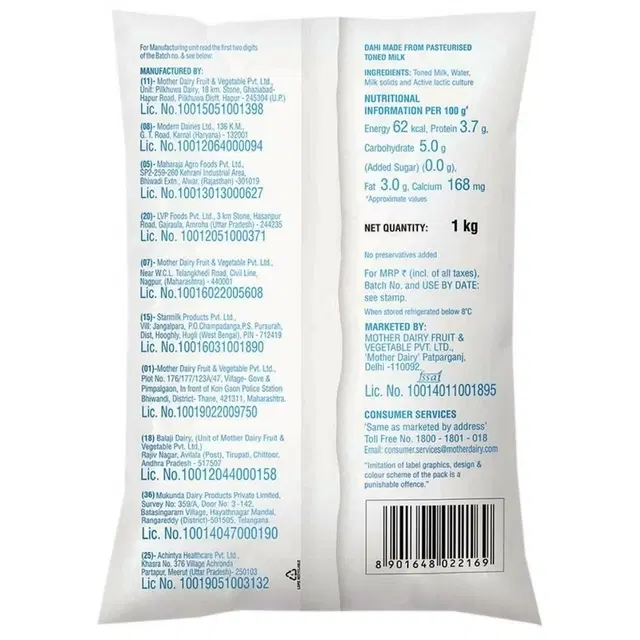 For Manufacturing unit read the first two digits
of the Batch no. & see below:
MANUFACTURED BY:
(11)- Mother Dairy Fruit & Vegetable Pvt. Ltd.,
Unit: Pilkhuwa Dairy, 18 km. Stone, Ghaziabad-
Hapur Road, Pilkhuwa Distt. Hapur - 245304 (U.P.)
Lic. No.10015051001398
(08)- Modern Dairies Ltd., 136 K.M.,
G. T. Road, Karnal (Haryana) - 132001
Lic. No.10012064000094
(05)- Maharaja Agro Foods Pvt. Ltd.,
SP2-259-260 Kehrani Industrial Area,
Bhiwadi Extn., Alwar, (Rajasthan) -301019
Lic. No.10013013000627
(20)- LVP Foods Pvt. Ltd., 3 km Stone, Hasanpur
Road, Gajraula, Amroha (Uttar Pradesh) - 244235
Lic. No. 10012051000371
(07)- Mother Dairy Fruit & Vegetable Pvt. Ltd.,
Near W.C.L. Telangkhedi Road, Civil Line,
Nagpur, (Maharashtra) - 440001
Lic. No.10016022005608
(15)- Starmilk Products Pvt. Ltd.,
Vill: Jangalpara, P.O.Champadanga,P.S. Pursurah,
Dist, Hooghly, Hugli (West Bengal), PIN - 712419
Lic. No.10016031001890
(01)-Mother Dairy Fruit & Vegetable Pvt. Ltd.,
Plot No. 176/177/123A/47, Village- Gove &
Pimpalgaon, In front of Kon Gaon Police Station
Bhiwandi, District- Thane, 421311, Maharashtra.
Lic. No.10019022009750
(18) Balaji Dairy, (Unit of Mother Dairy Fruit &
Vegetable Pvt. Ltd.)
Rajiv Nagar, Avilala (Post), Tirupati, Chittoor,
Andhra Pradesh - 517507
Lic. No.10012044000158
(36) Mukunda Dairy Products Private Limited,
Survey No: 359/A, Door No: 3 -142,
Batasingaram Village, Hayathnagar Mandal,
Rangareddy (District)-501505, Telangana.
Lic. No.10014047000190
(25)- Achintya Healthcare Pvt. Ltd.,
Khasra No. 376 Village Achronda
Partapur, Meerut (Uttar Pradesh)- 250103
Lic No. 10019051003132
DAHI MADE FROM PASTEURISED
TONED MILK
INGREDIENTS: Toned Milk, Water,
Milk solids and Active lactic culture
NUTRITIONAL
INFORMATION PER 100 g*
Energy 62 kcal, Protein 3.7 g,
Carbohydrate 5.0 g
(Added Sugar) (0.0 g),
Fat 3.0 g, Calcium 168 mg
*Approximate values
NET QUANTITY: 1 kg
No preservatives added
For MRP ₹ (incl. of all taxes),
Batch No. and USE BY DATE:
see stamp.
When stored refrigerated below 8°C
MARKETED BY:
MOTHER DAIRY FRUIT &
VEGETABLE PVT. LTD.,
'Mother Dairy' Patparganj,
Delhi -110092
fssai
Lic. No. 10014011001895
CONSUMER SERVICES
'Same as marketed by address'
Toll Free No. 1800 - 1801 - 018
Email: consumer.services@motherdairy.com
"Imitation of label graphics, design &
colour scheme of the pack is a
punishable offence."
8 901648 022169